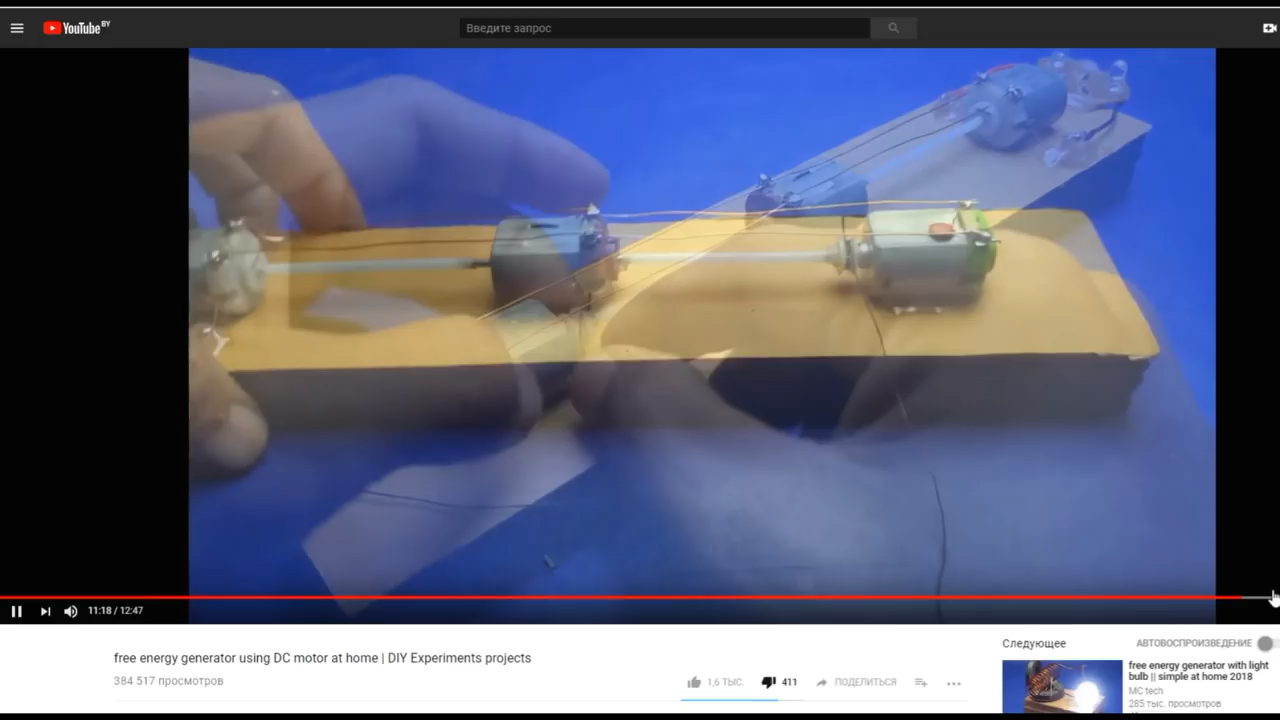 YouTube BY
Введите запрос
11:18 / 12:47
free energy generator using DC motor at home | DIY Experiments projects
384 517 просмотров
1,6 ТЫС.
411
ПОДЕЛИТЬСЯ
Следующее
АВТОВОСПРОИЗВЕДЕНИЕ
free energy generator with light
bulb || simple at home 2018
MC tech
285 тыс. просмотров